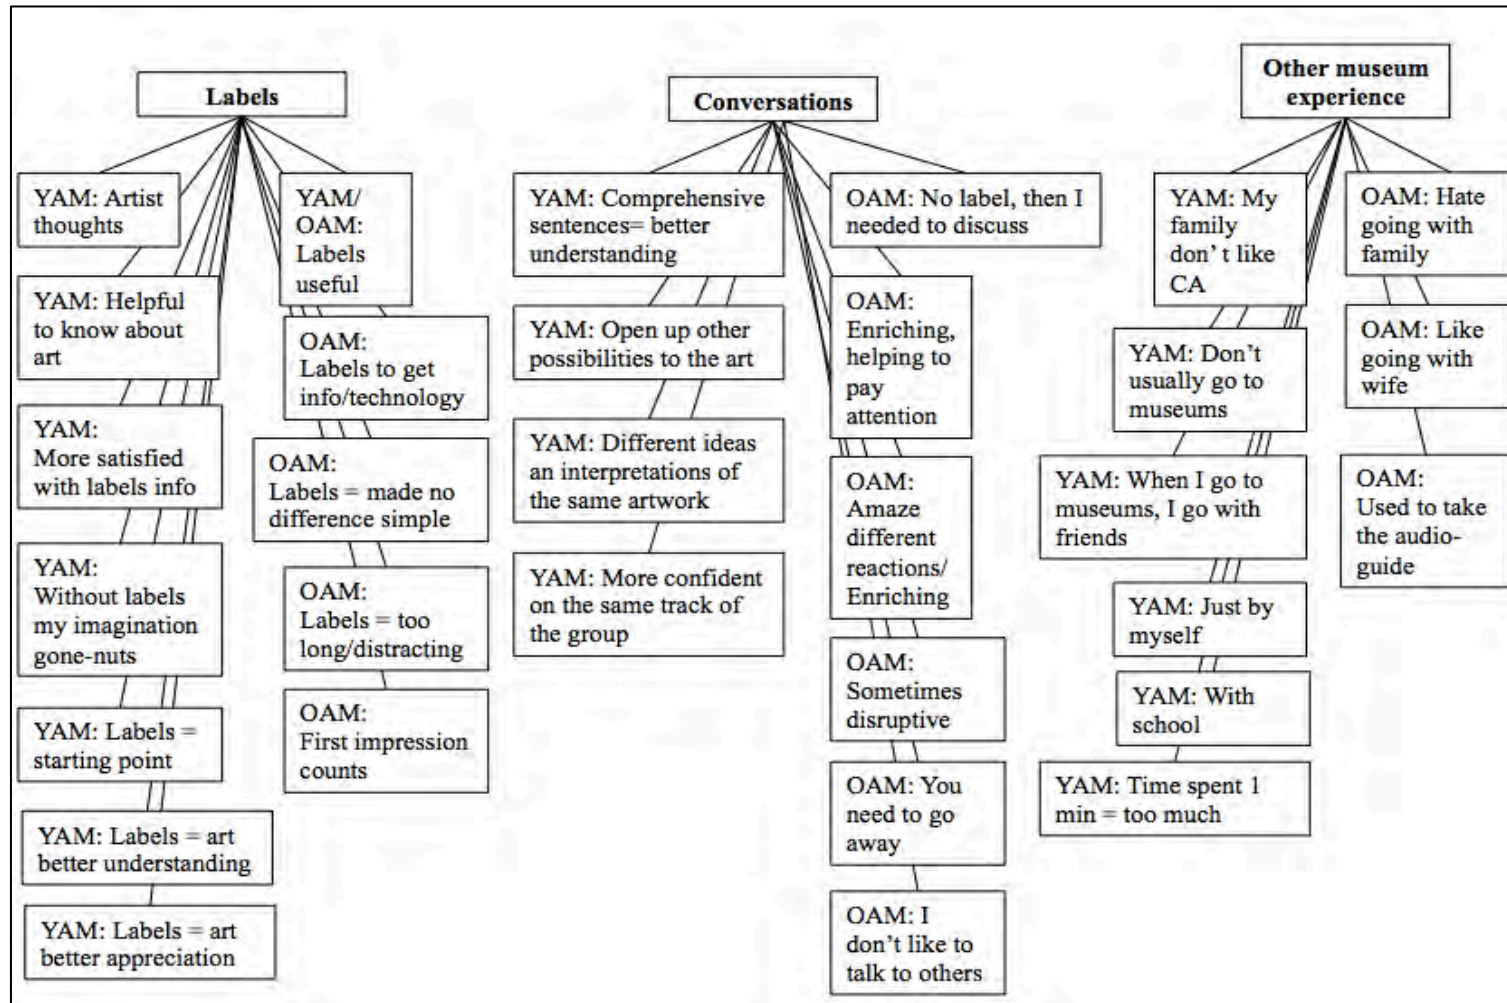 Labels
YAM: Artist
thoughts
YAM: Helpful
to know about
art
YAM:
More satisfied
with labels info
YAM:
Without labels
my imagination
gone-nuts
YAM: Labels =
starting point
YAM: Labels = art
better understanding
YAM: Labels = art
better appreciation
YAM/
OAM:
Labels
useful
OAM:
Labels to get
info/technology
OAM:
Labels = made no
difference simple
OAM:
Labels = too
long/distracting
OAM:
First impression
counts
Conversations
YAM: Comprehensive
sentences= better
understanding
YAM: Open up other
possibilities to the art
YAM: Different ideas
an interpretations of
the same artwork
YAM: More confident
on the same track of
the group
OAM: No label, then I
needed to discuss
OAM:
Enriching,
helping to
pay
attention
OAM:
Amaze
different
reactions/
Enriching
OAM:
Sometimes
disruptive
OAM: You
need to go
away
OAM: I
don't like to
talk to others
Other museum
experience
YAM: My
family
don't like
CA
YAM: Don't
usually go to
museums
YAM: When I go to
museums, I go with
friends
YAM: Just by
myself
YAM: With
school
YAM: Time spent 1
min = too much
OAM: Hate
going with
family
OAM: Like
going with
wife
OAM:
Used to take
the audio-
guide